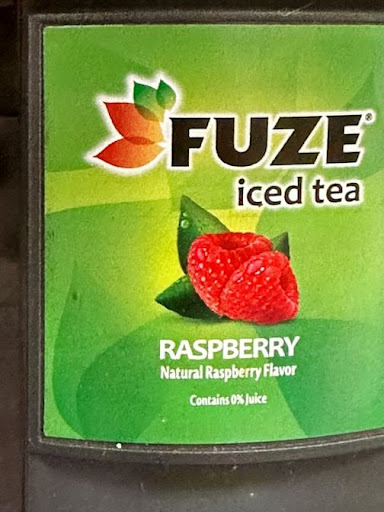 FUZE®
iced tea
RASPBERRY
Natural Raspberry Flavor
Contains 0% Juice